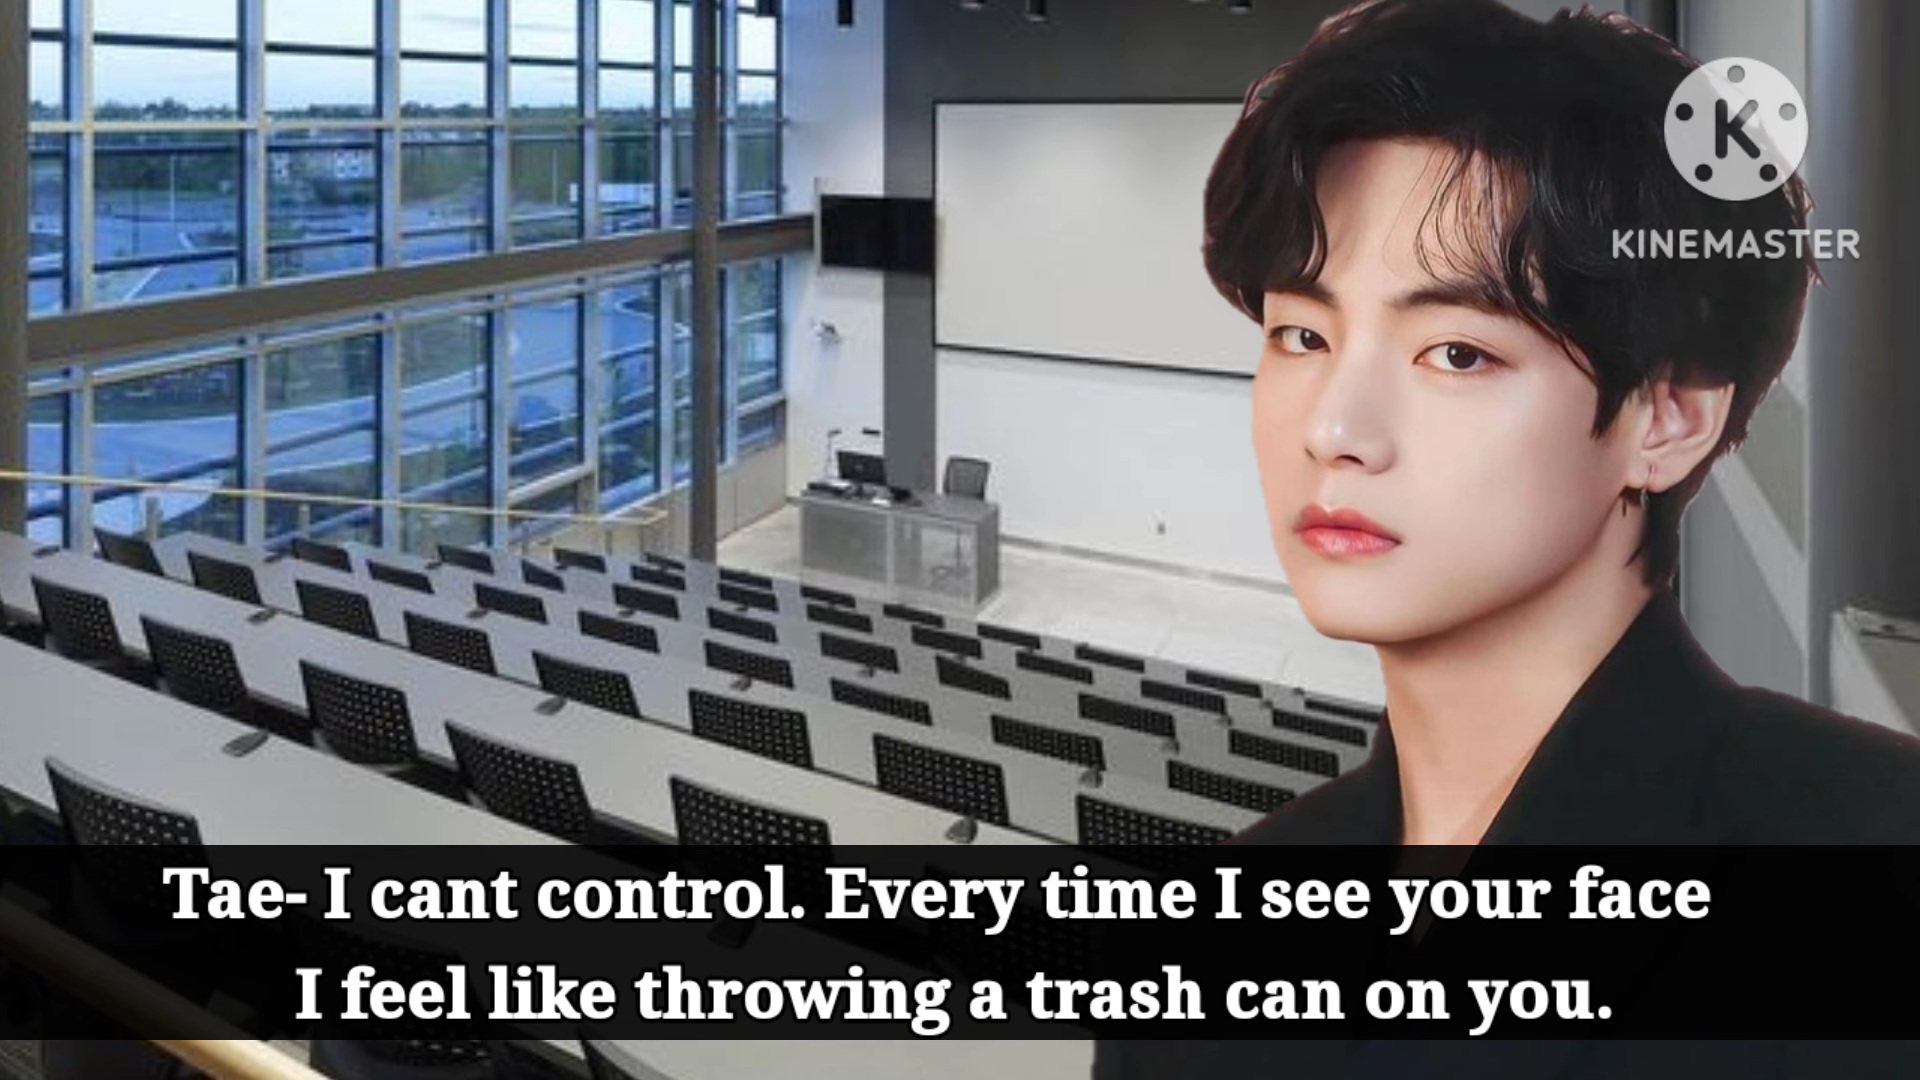 K
KINEMASTER
Tae- I cant control. Every time I see your face
I feel like throwing a trash can on you.